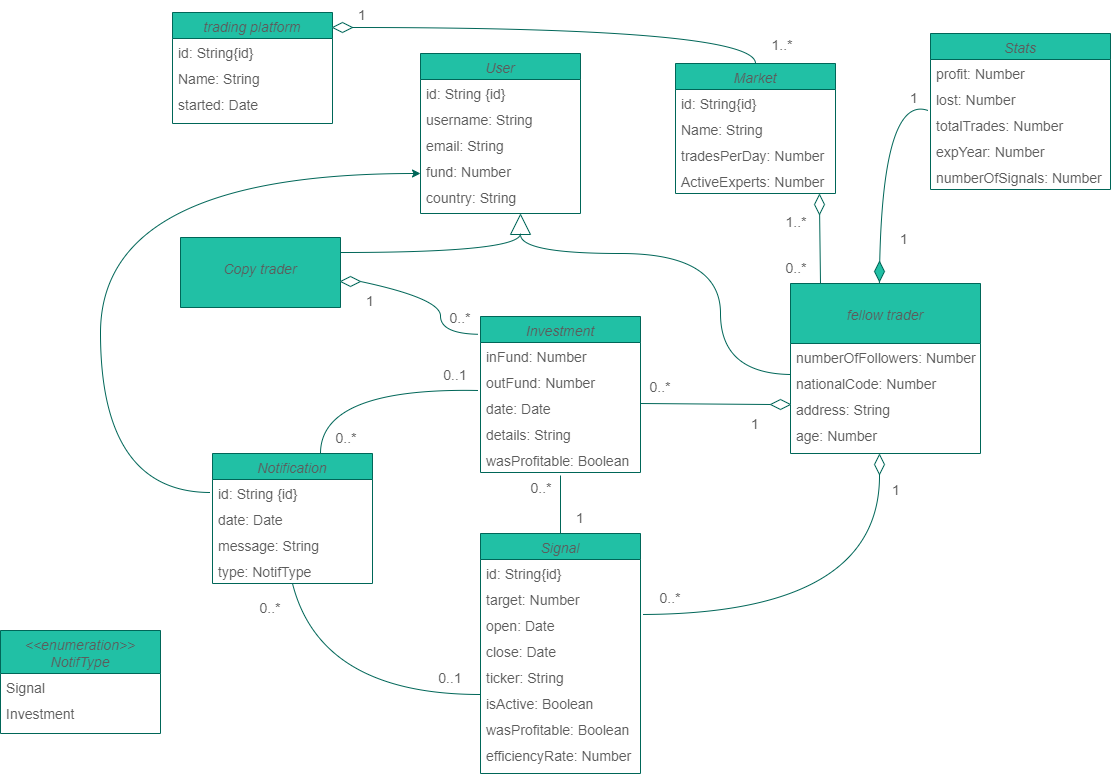 trading platform
id: String{id}
Name: String
started: Date
1
1..*
User
id: String {id}
username: String
email: String
fund: Number
country: String
Market
id: String{id}
Name: String
tradesPerDay: Number
ActiveExperts: Number
Stats
profit: Number
lost: Number
totalTrades: Number
expYear: Number
numberOfSignals: Number
1
1
1..*
0..*
Copy trader
1
0..*
fellow trader
numberOfFollowers: Number
nationalCode: Number
address: String
age: Number
Investment
inFund: Number
outFund: Number
date: Date
details: String
wasProfitable: Boolean
0..1
0..*
0..*
1
Notification
id: String {id}
date: Date
message: String
type: NotifType
0..*
1
1
0..*
Signal
id: String{id}
target: Number
open: Date
close: Date
ticker: String
isActive: Boolean
wasProfitable: Boolean
efficiencyRate: Number
0..*
0..1
<<enumeration>>
NotifType
Signal
Investment